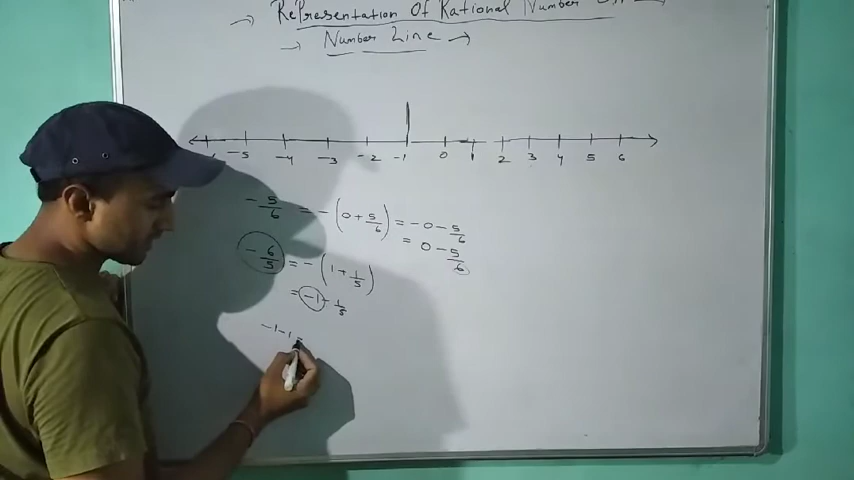 → Representation Of Rational Number On →
→ Number Line →
-5 -4 -3 -2 -1 0 1 2 3 4 5 6
- 5/6 = - (0 + 5/6) = - 0 - 5/6
= 0 - 5/6
- 6/5 = - (1 + 1/5)
= -1 - 1/5
-1-1 =